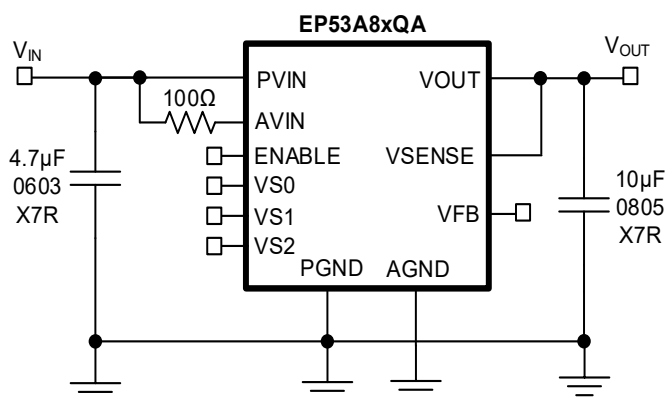 EP53A8xQA
VIN
VOUT
PVIN
VOUT
100Ω
AVIN
4.7µF
0603
X7R
ENABLE
VSENSE
VS0
10µF
0805
X7R
VS1
VFB
VS2
PGND
AGND